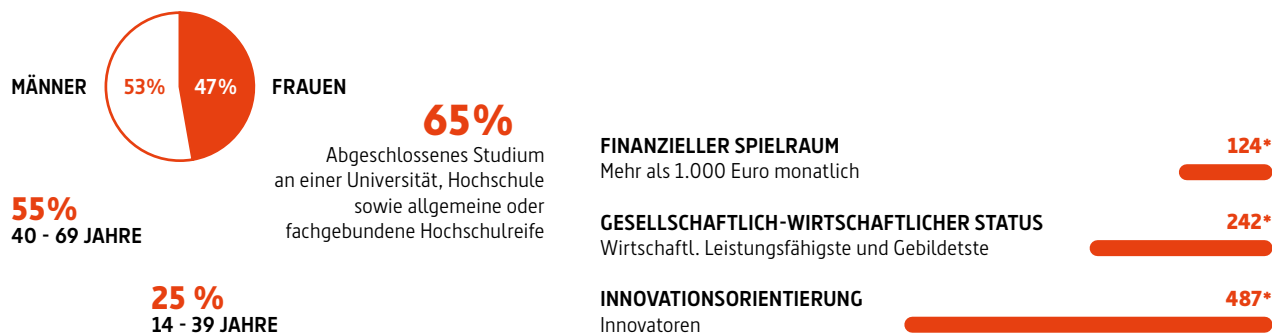 MÄNNER 53% 47% FRAUEN
65%
Abgeschlossenes Studium
an einer Universität, Hochschule
sowie allgemeine oder
fachgebundene Hochschulreife
55%
40 - 69 JAHRE
25 %
14 - 39 JAHRE
FINANZIELLER SPIELRAUM 124*
Mehr als 1.000 Euro monatlich
GESELLSCHAFTLICH-WIRTSCHAFTLICHER STATUS 242*
Wirtschaftl. Leistungsfähigste und Gebildetste
INNOVATIONSORIENTIERUNG 487*
Innovatoren